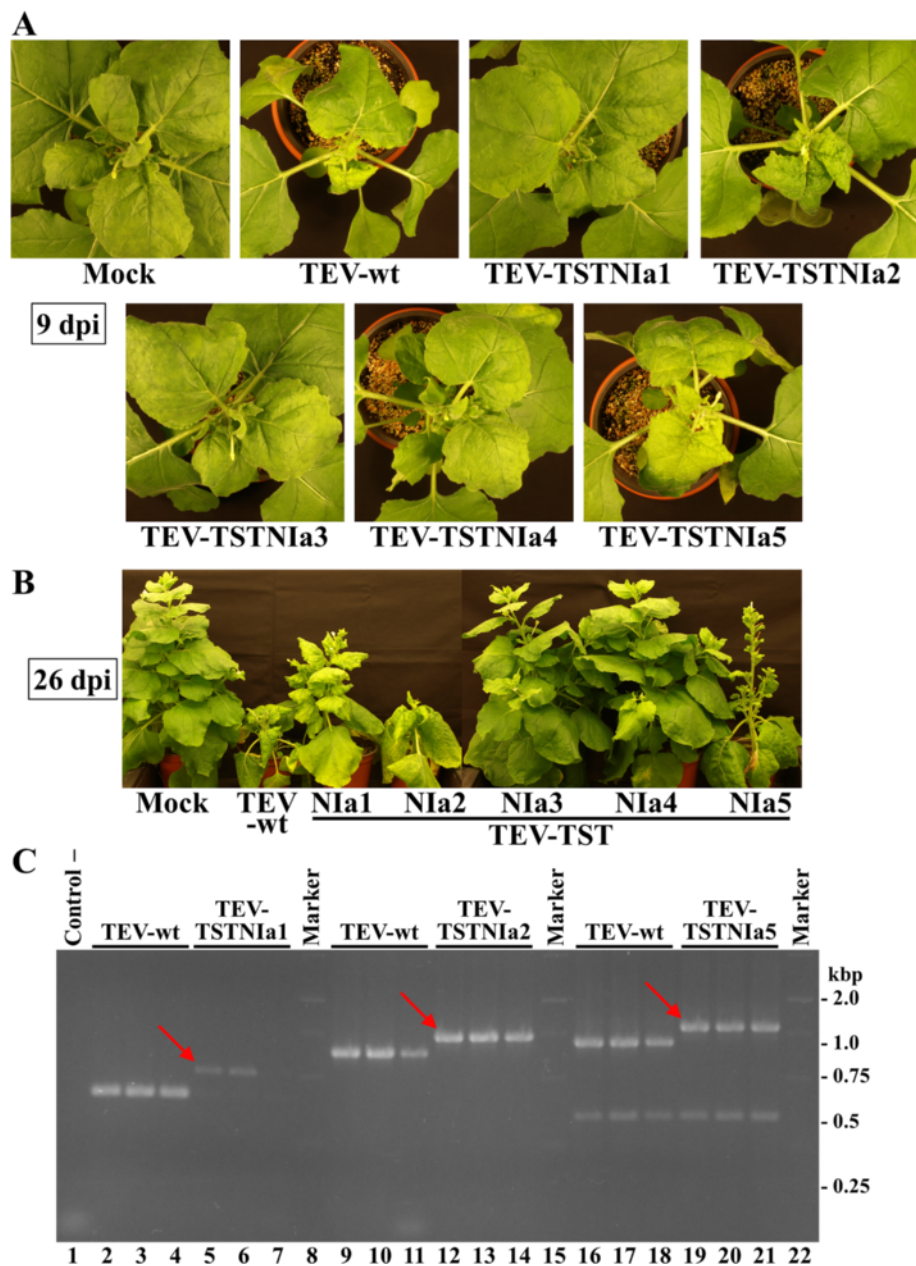 A
Mock TEV-wt TEV-TSTNIa1 TEV-TSTNIa2
9 dpi
TEV-TSTNIa3 TEV-TSTNIa4 TEV-TSTNIa5
B
26 dpi
Mock TEV NIa1 NIa2 NIa3 NIa4 NIa5
-wt
TEV-TST
C
Control –
TEV-wt
TEV-
TSTNIa1
Marker
TEV-wt
TEV-
TSTNIa2
Marker
TEV-wt
TEV-
TSTNIa5
Marker
kbp
- 2.0
- 1.0
- 0.75
- 0.5
- 0.25
1 2 3 4 5 6 7 8 9 10 11 12 13 14 15 16 17 18 19 20 21 22